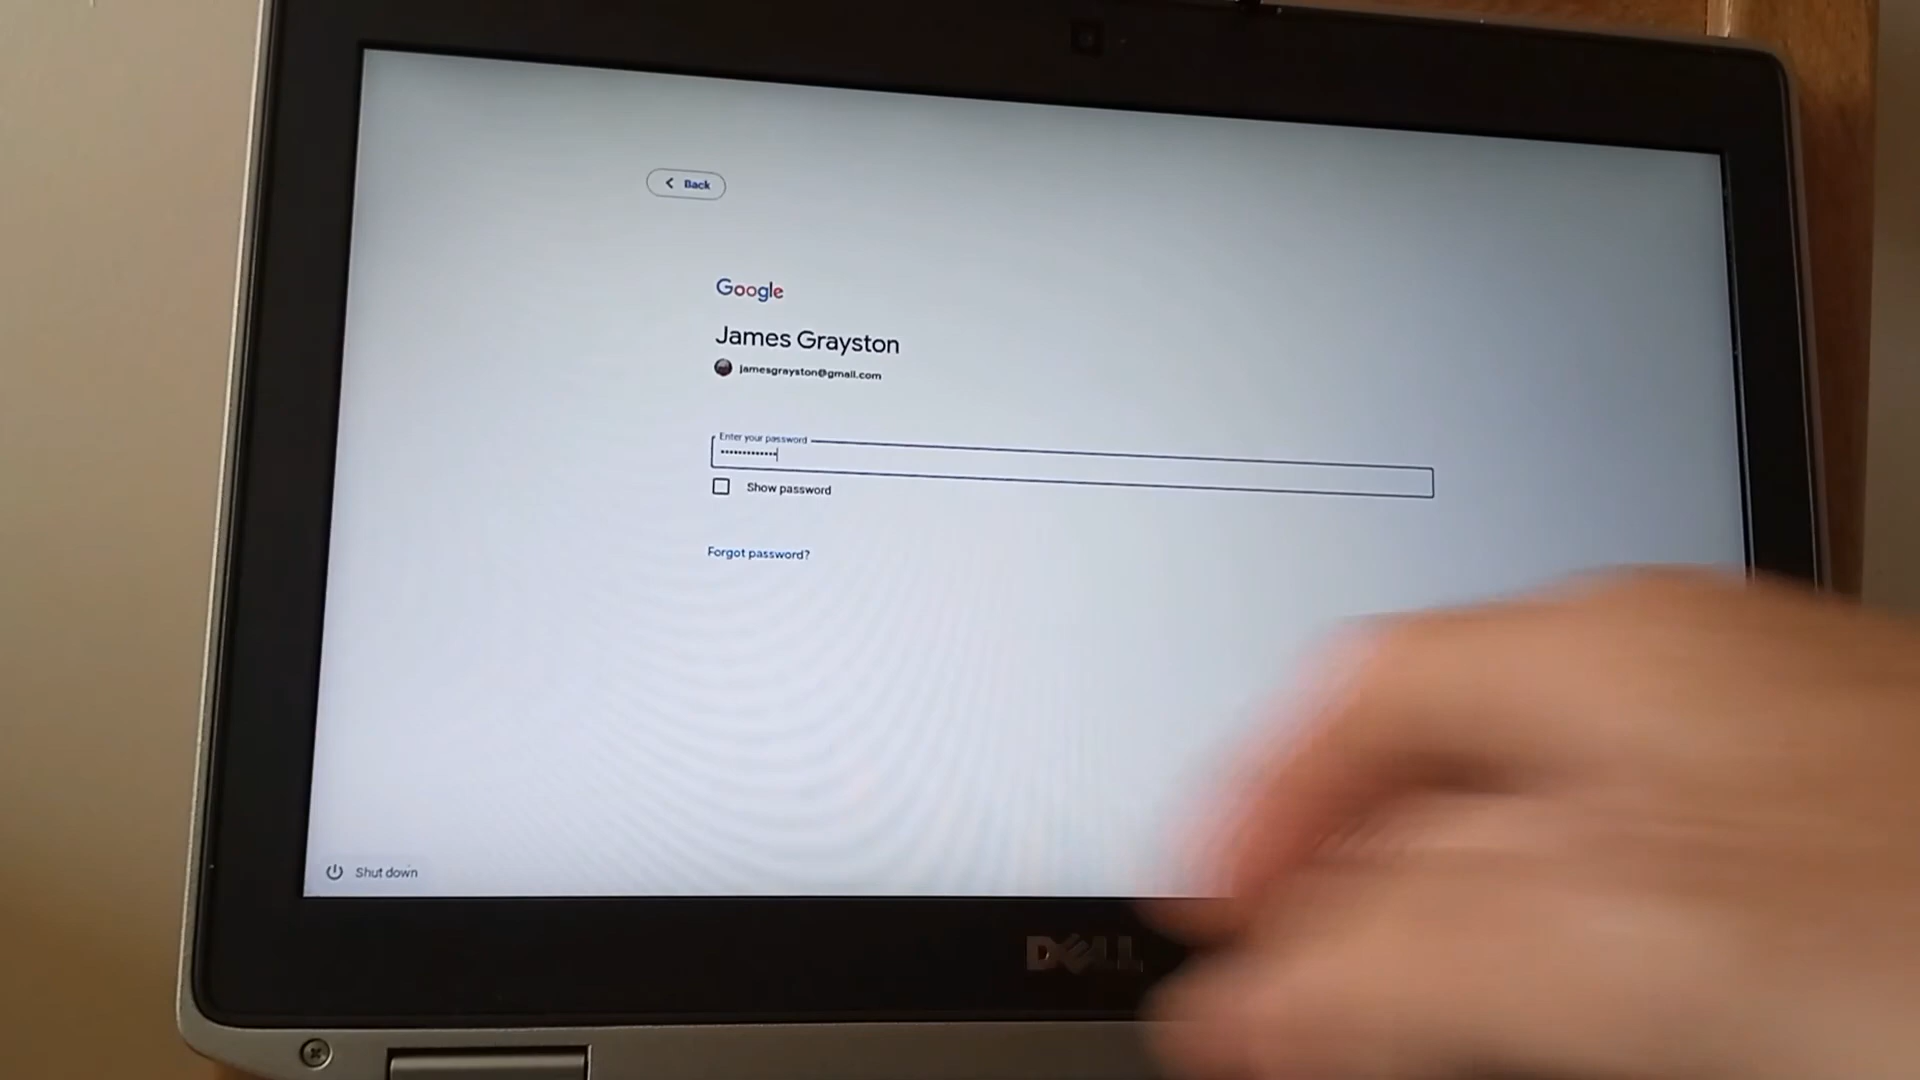 Back
Google
James Grayston
jamesgrayston@gmail.com
Enter your password
Show password
Forgot password?
Shut down
DELL